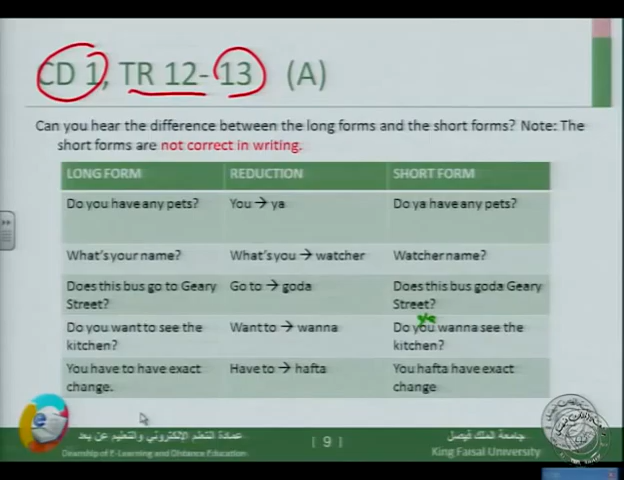 CD 1, TR 12- 13 (A)
Can you hear the difference between the long forms and the short forms? Note: The
short forms are not correct in writing.
LONG FORM REDUCTION SHORT FORM
Do you have any pets? You → ya Do ya have any pets?
What's your name? What's you → watcher Watcher name?
Does this bus go to Geary Go to → goda Does this bus goda Geary
Street? Street?
ya
Do you want to see the Want to → wanna Do you wanna see the
kitchen? kitchen?
You have to have exact Have to → hafta You hafta have exact
change. change
عمادة التعلم الإلكتروني والتعليم عن بعد
Deanship of E-Learning and Distance Education
[ 9 ]
جامعة الملك فيصل
King Faisal University